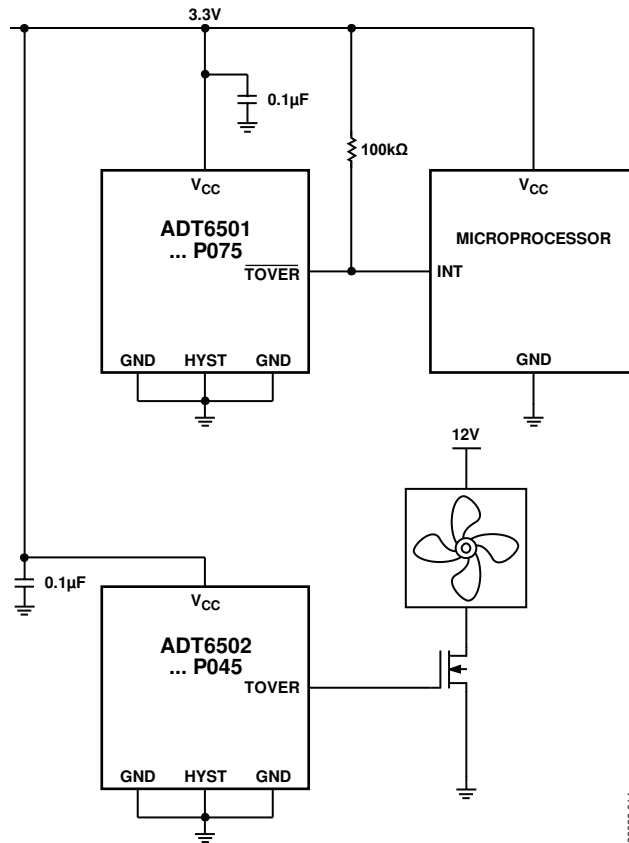 3.3V
0.1µF
100kΩ
VCC
ADT6501
... P075
TOVER
GND HYST GND
VCC
MICROPROCESSOR
INT
GND
12V
0.1µF
VCC
ADT6502
... P045
TOVER
GND HYST GND